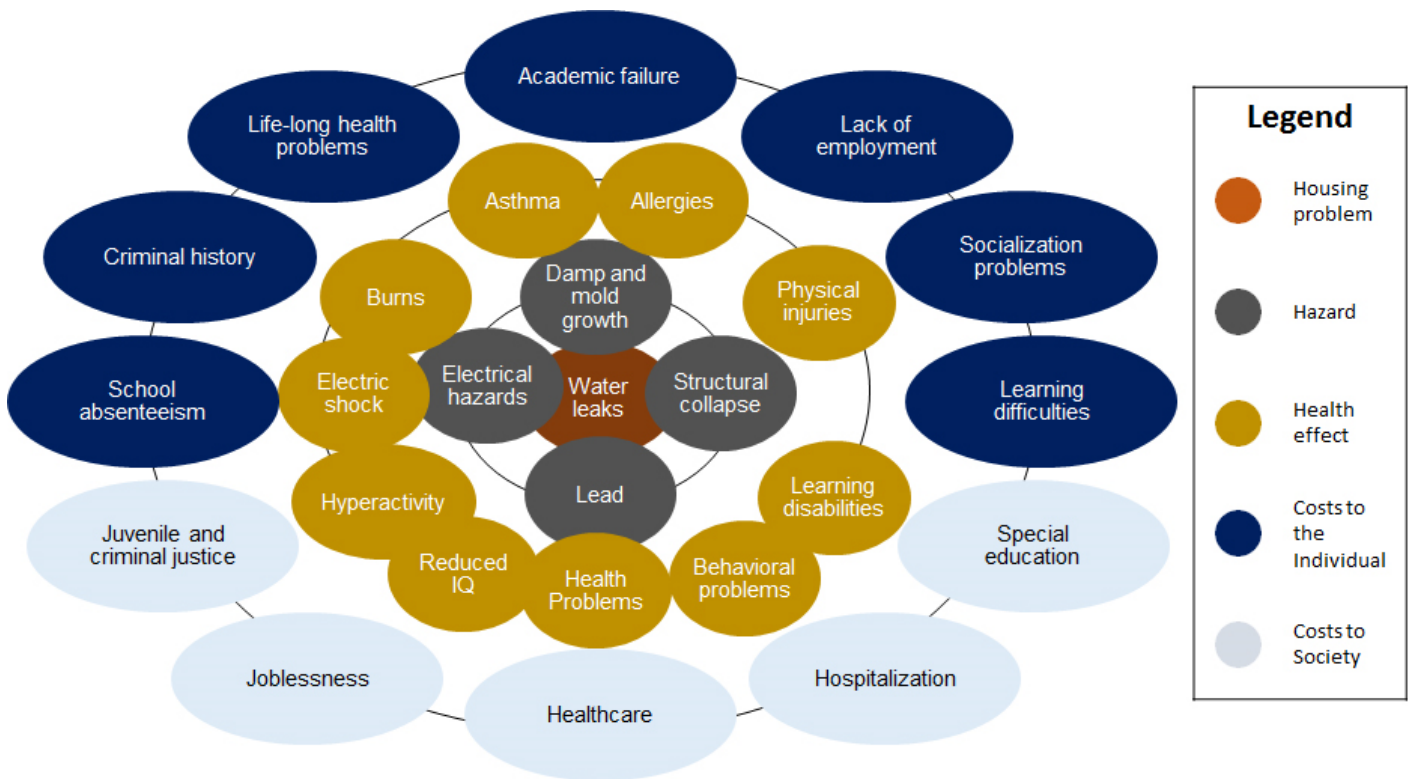 Academic failure
Life-long health
problems
Lack of
employment
Asthma
Allergies
Criminal history
Socialization
problems
Burns
Damp and
mold
growth
Physical
injuries
School
absenteeism
Electric
shock
Electrical
hazards
Water
leaks
Structural
collapse
Learning
difficulties
Hyperactivity
Lead
Learning
disabilities
Juvenile and
criminal justice
Reduced
IQ
Health
Problems
Behavioral
problems
Special
education
Joblessness
Healthcare
Hospitalization
Legend
Housing
problem
Hazard
Health
effect
Costs to
the
Individual
Costs to
Society